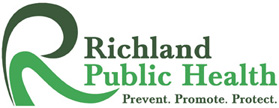 Richland
Public Health
Prevent. Promote. Protect.